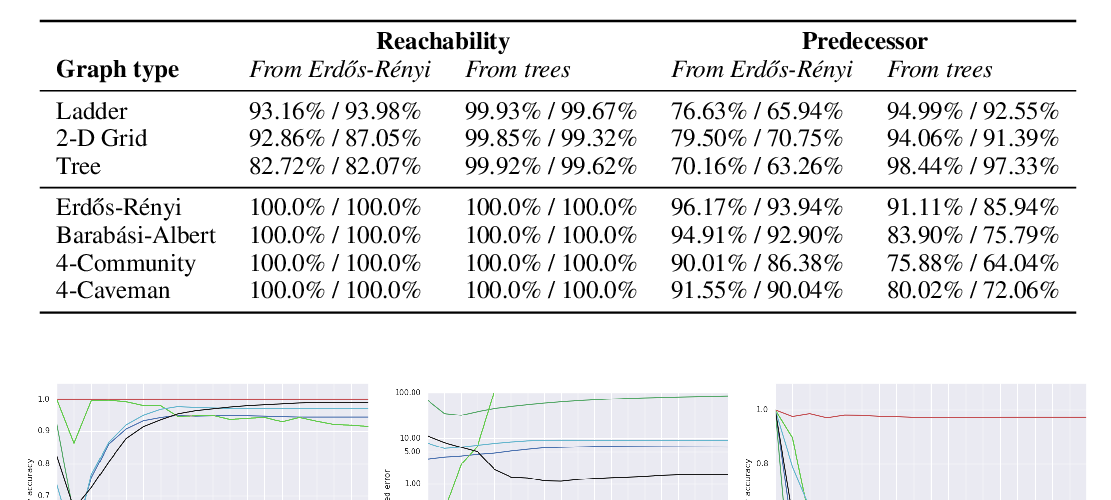 Reachability Predecessor
Graph type From Erdős-Rényi From trees From Erdős-Rényi From trees
Ladder 93.16% / 93.98% 99.93% / 99.67% 76.63% / 65.94% 94.99% / 92.55%
2-D Grid 92.86% / 87.05% 99.85% / 99.32% 79.50% / 70.75% 94.06% / 91.39%
Tree 82.72% / 82.07% 99.92% / 99.62% 70.16% / 63.26% 98.44% / 97.33%
Erdős-Rényi 100.0% / 100.0% 100.0% / 100.0% 96.17% / 93.94% 91.11% / 85.94%
Barabási-Albert 100.0% / 100.0% 100.0% / 100.0% 94.91% / 92.90% 83.90% / 75.79%
4-Community 100.0% / 100.0% 100.0% / 100.0% 90.01% / 86.38% 75.88% / 64.04%
4-Caveman 100.0% / 100.0% 100.0% / 100.0% 91.55% / 90.04% 80.02% / 72.06%
1.0
0.9
0.8
0.7
accuracy
100.00
10.00
5.00
1.00
error
1.0
0.8
accuracy